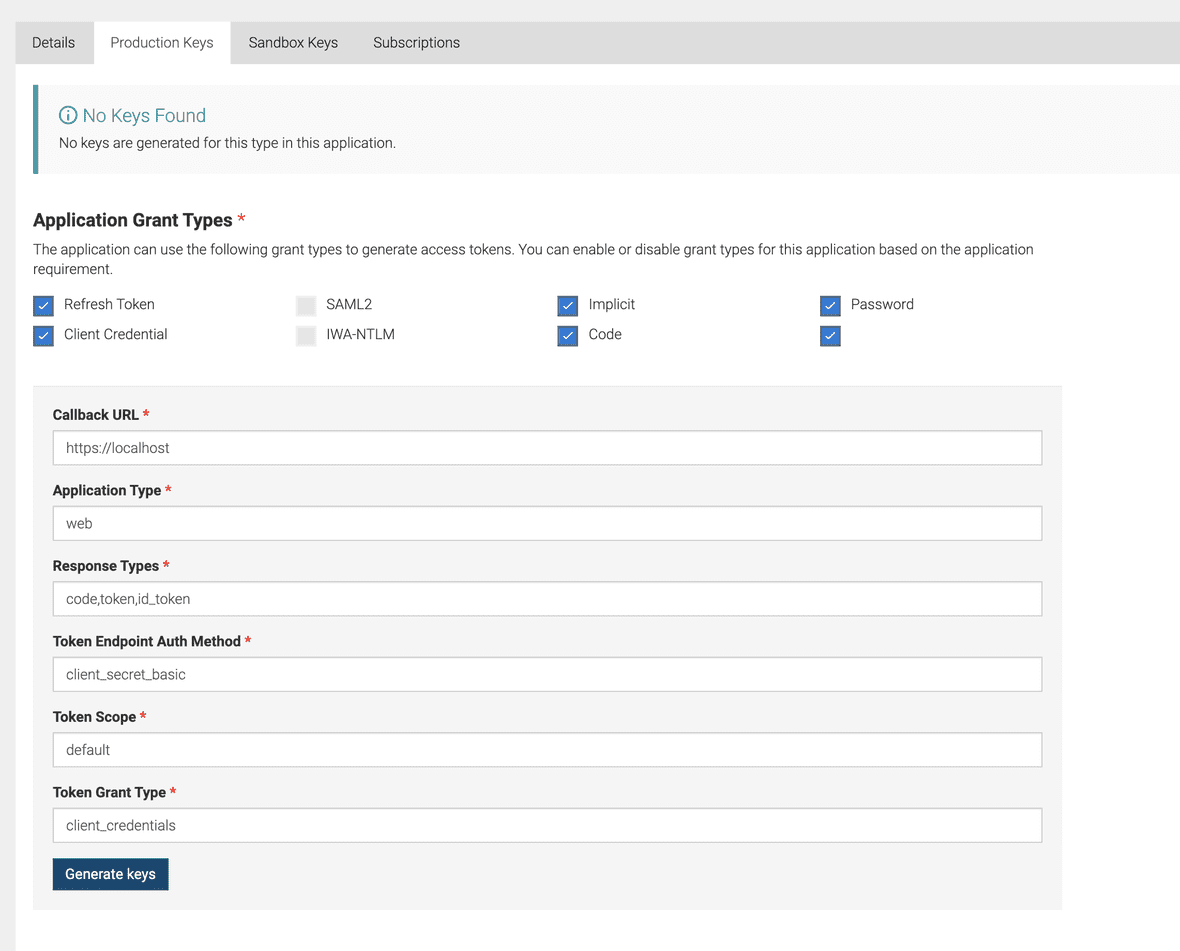 Details
Production Keys
Sandbox Keys
Subscriptions
No Keys Found
No keys are generated for this type in this application.
Application Grant Types *
The application can use the following grant types to generate access tokens. You can enable or disable grant types for this application based on the application
requirement.
Refresh Token
SAML2
Implicit
Password
Client Credential
IWA-NTLM
Code
Callback URL *
https://localhost
Application Type *
web
Response Types *
code,token,id_token
Token Endpoint Auth Method *
client_secret_basic
Token Scope *
default
Token Grant Type *
client_credentials
Generate keys